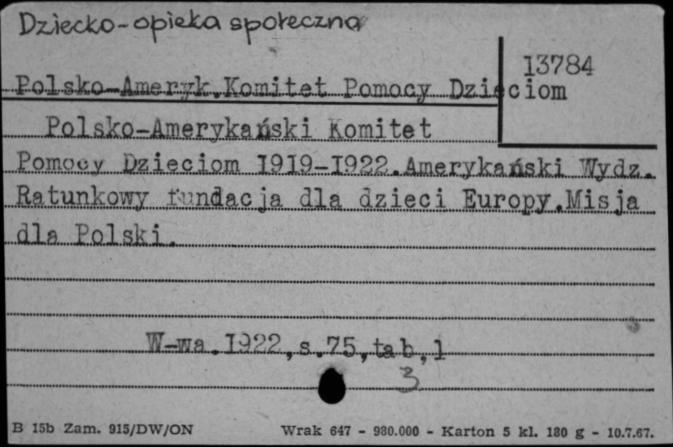 Dziecko-opieka społeczna
13784
Polsko-Ameryk.Komitet Pomocy Dzieciom
Polsko-Amerykański Komitet
Pomocy Dzieciom 1919-1922.Amerykański Wydz.
Ratunkowy fundacja dla dzieci Europy.Misja
dla Polski.
W-wa.1922,s.75,tab,1
3
B 15b Zam. 915/DW/ON Wrak 647 - 980.000 - Karton 5 kl. 180 g - 10.7.67.